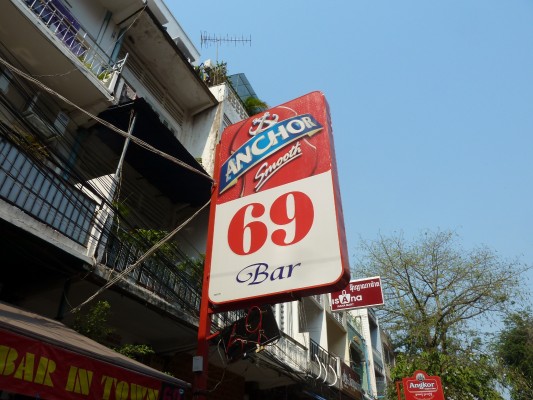 ANCHOR
Smooth
69
Bar
BAR IN TOWN
Angkor